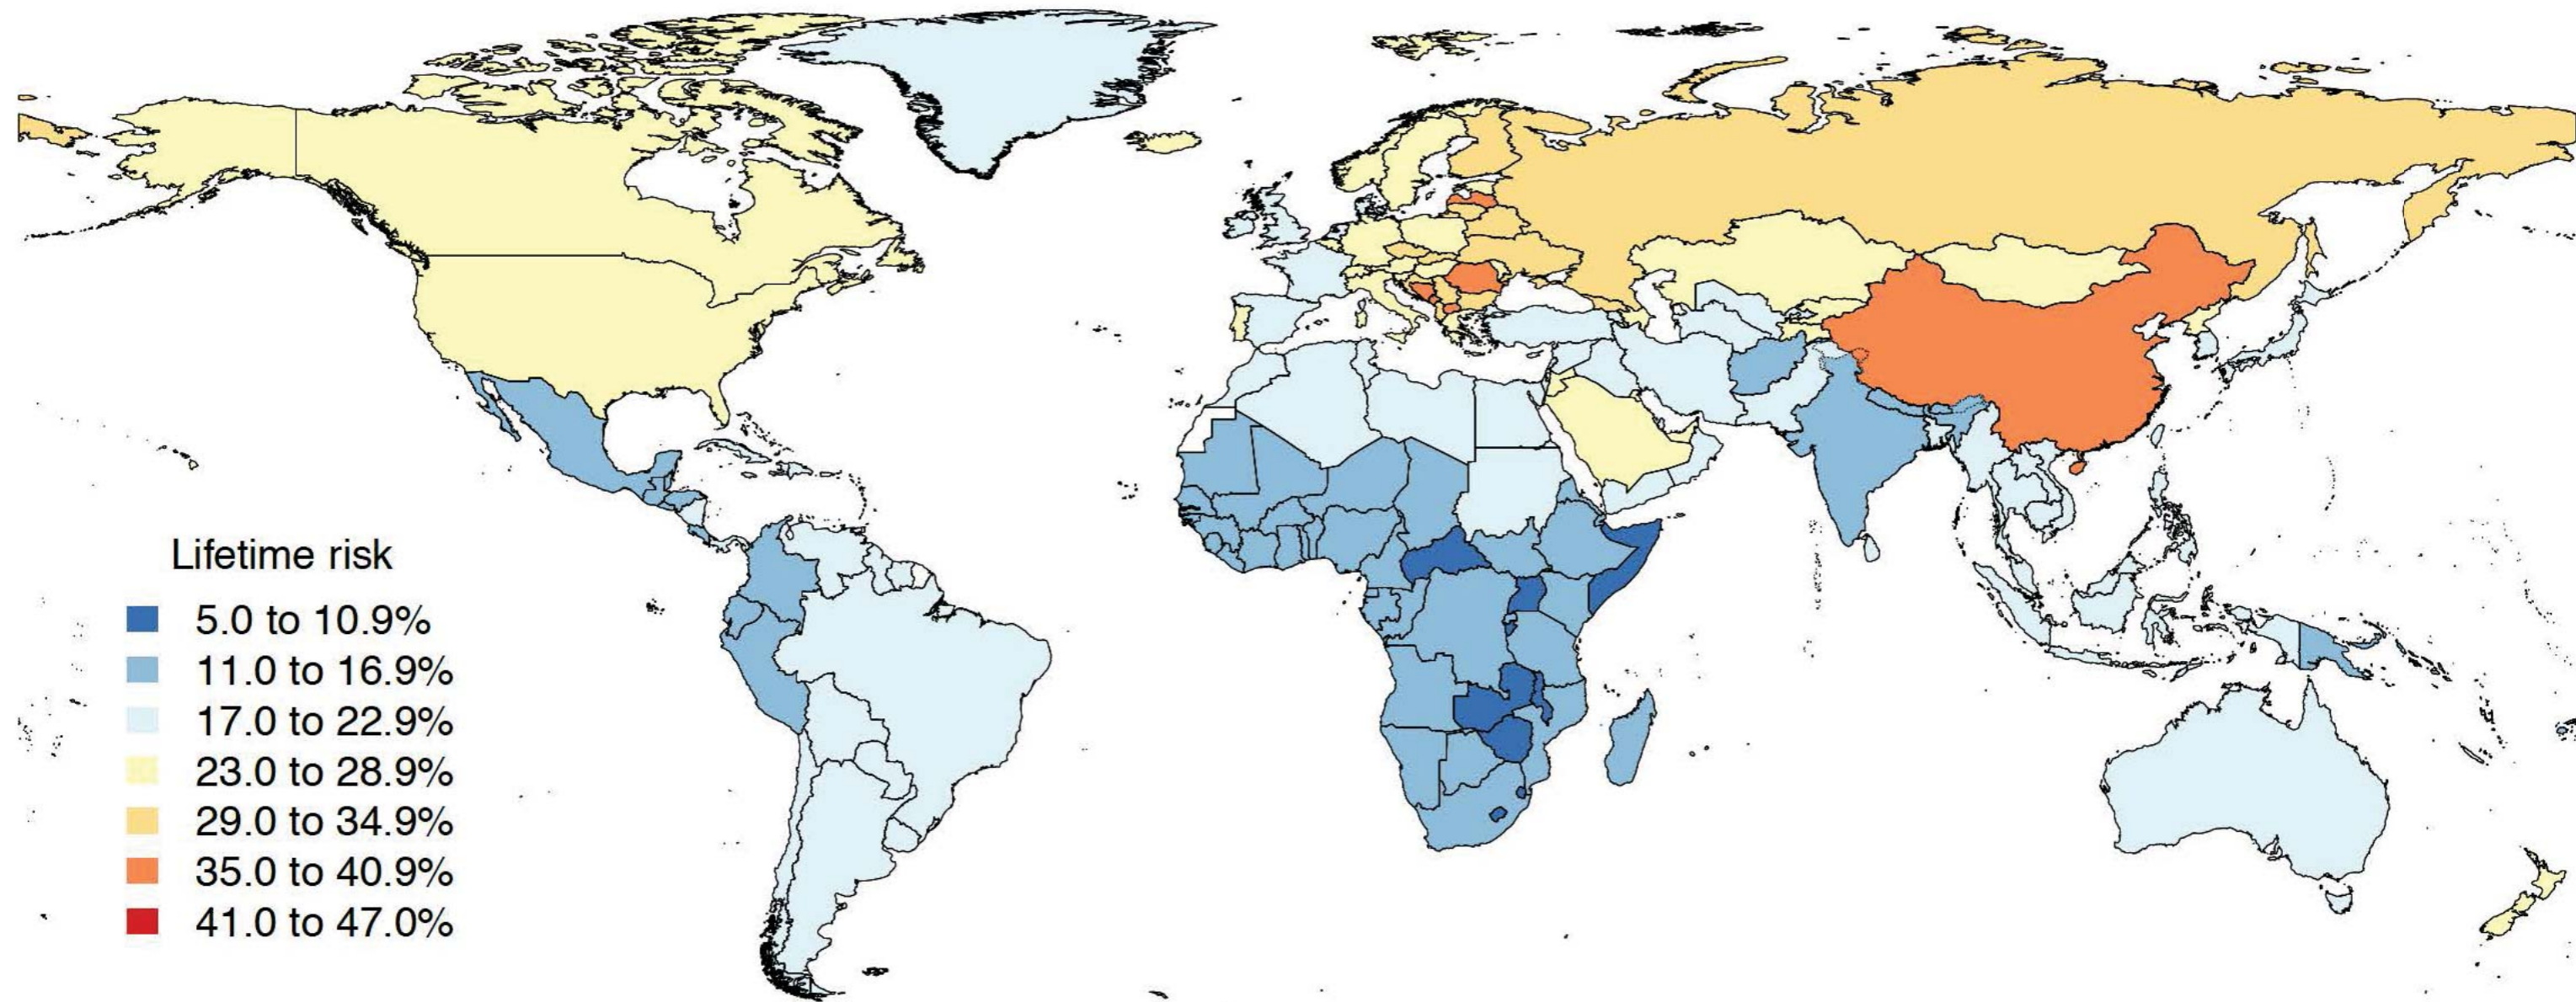 Lifetime risk
5.0 to 10.9%
11.0 to 16.9%
17.0 to 22.9%
23.0 to 28.9%
29.0 to 34.9%
35.0 to 40.9%
41.0 to 47.0%